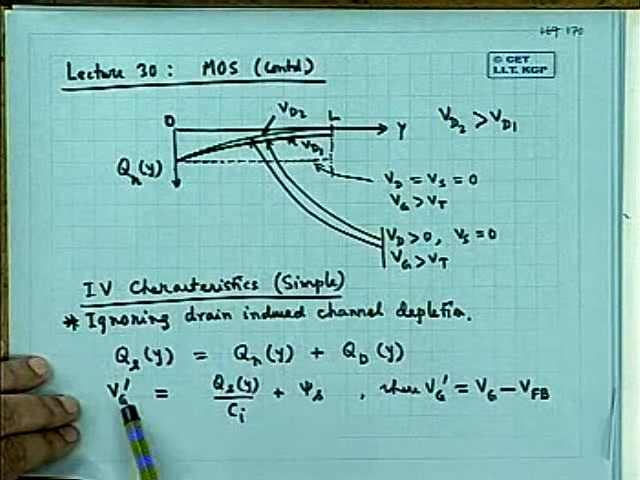 Lecture 30 : MOS (Contd.)
© CET
I.I.T. KGP
0
V_D2
L
Y
V_D2 > V_D1
V_D1
Q_n(y)
V_D = V_S = 0
V_G > V_T
V_D > 0, V_S = 0
V_G > V_T
IV Characteristics (Simple)
* Ignoring drain induced channel depletion.
Q_s(y) = Q_n(y) + Q_D(y)
V_G' = Q_s(y)/C_i + ψ_s , where V_G' = V_G − V_FB